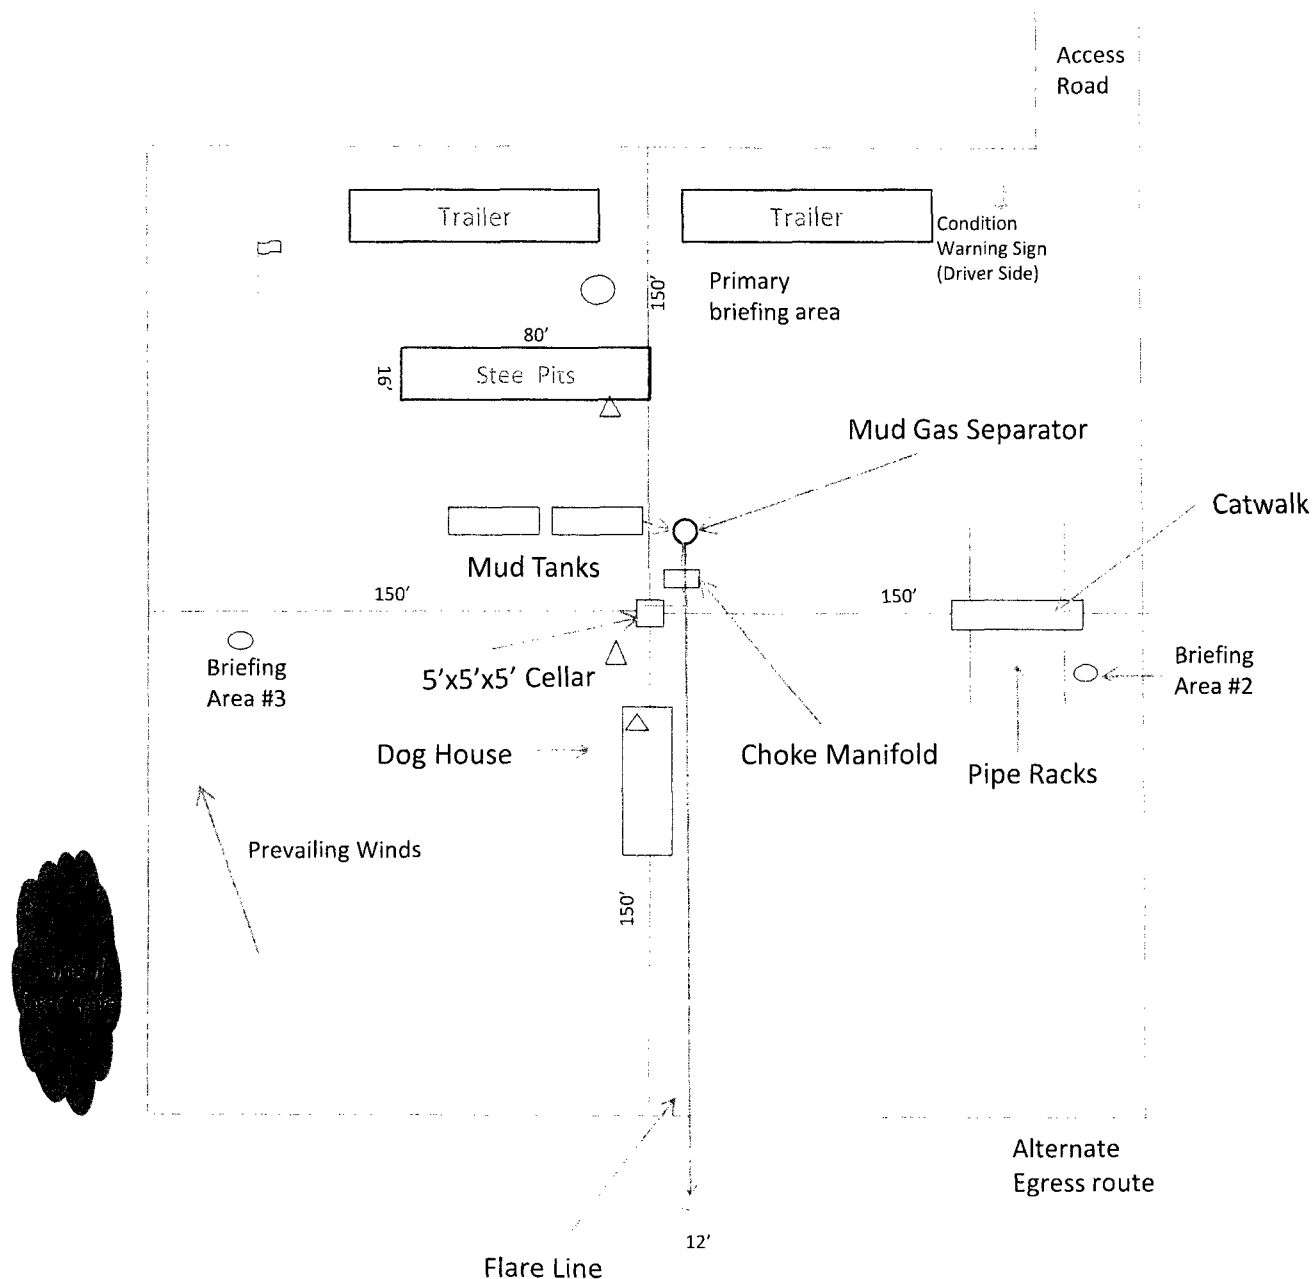 Access
Road
Trailer
Trailer
Condition
Warning Sign
(Driver Side)
150'
Primary
briefing area
80'
16'
Stee Pits
Mud Gas Separator
Catwalk
Mud Tanks
150'
150'
Briefing
Area #3
5'x5'x5' Cellar
Briefing
Area #2
Dog House
Choke Manifold
Pipe Racks
Prevailing Winds
150'
Alternate
Egress route
12'
Flare Line